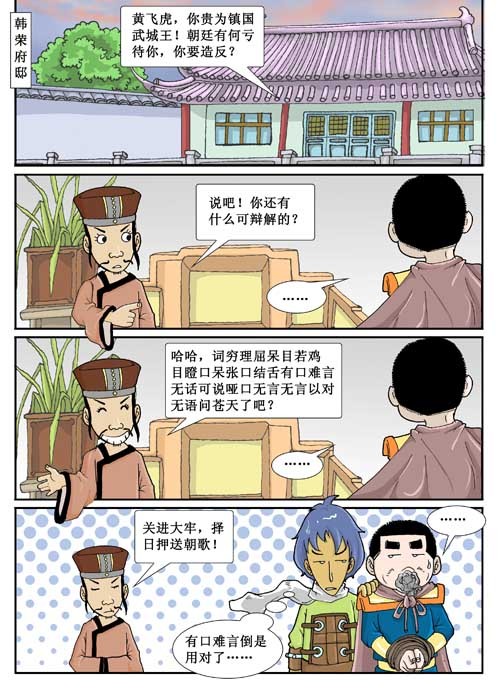 韩荣府邸
黄飞虎，你贵为镇国
武城王！朝廷有何亏
待你，你要造反？
说吧！你还有
什么可辩解的？
……
哈哈，词穷理屈呆目若鸡
目瞪口呆张口结舌有口难言
无话可说哑口无言无言以对
无语问苍天了吧？
……
关进大牢，择
日押送朝歌！
……
有口难言倒是
用对了……